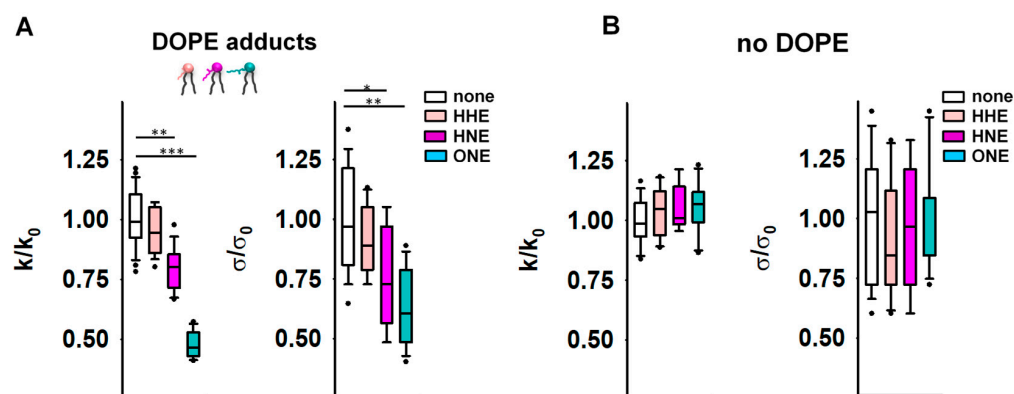 A
DOPE adducts
**
***
k/k0
1.25
1.00
0.75
0.50
*
**
σ/σ0
1.25
1.00
0.75
0.50
none
HHE
HNE
ONE
B
no DOPE
k/k0
1.25
1.00
0.75
0.50
σ/σ0
1.25
1.00
0.75
0.50
none
HHE
HNE
ONE